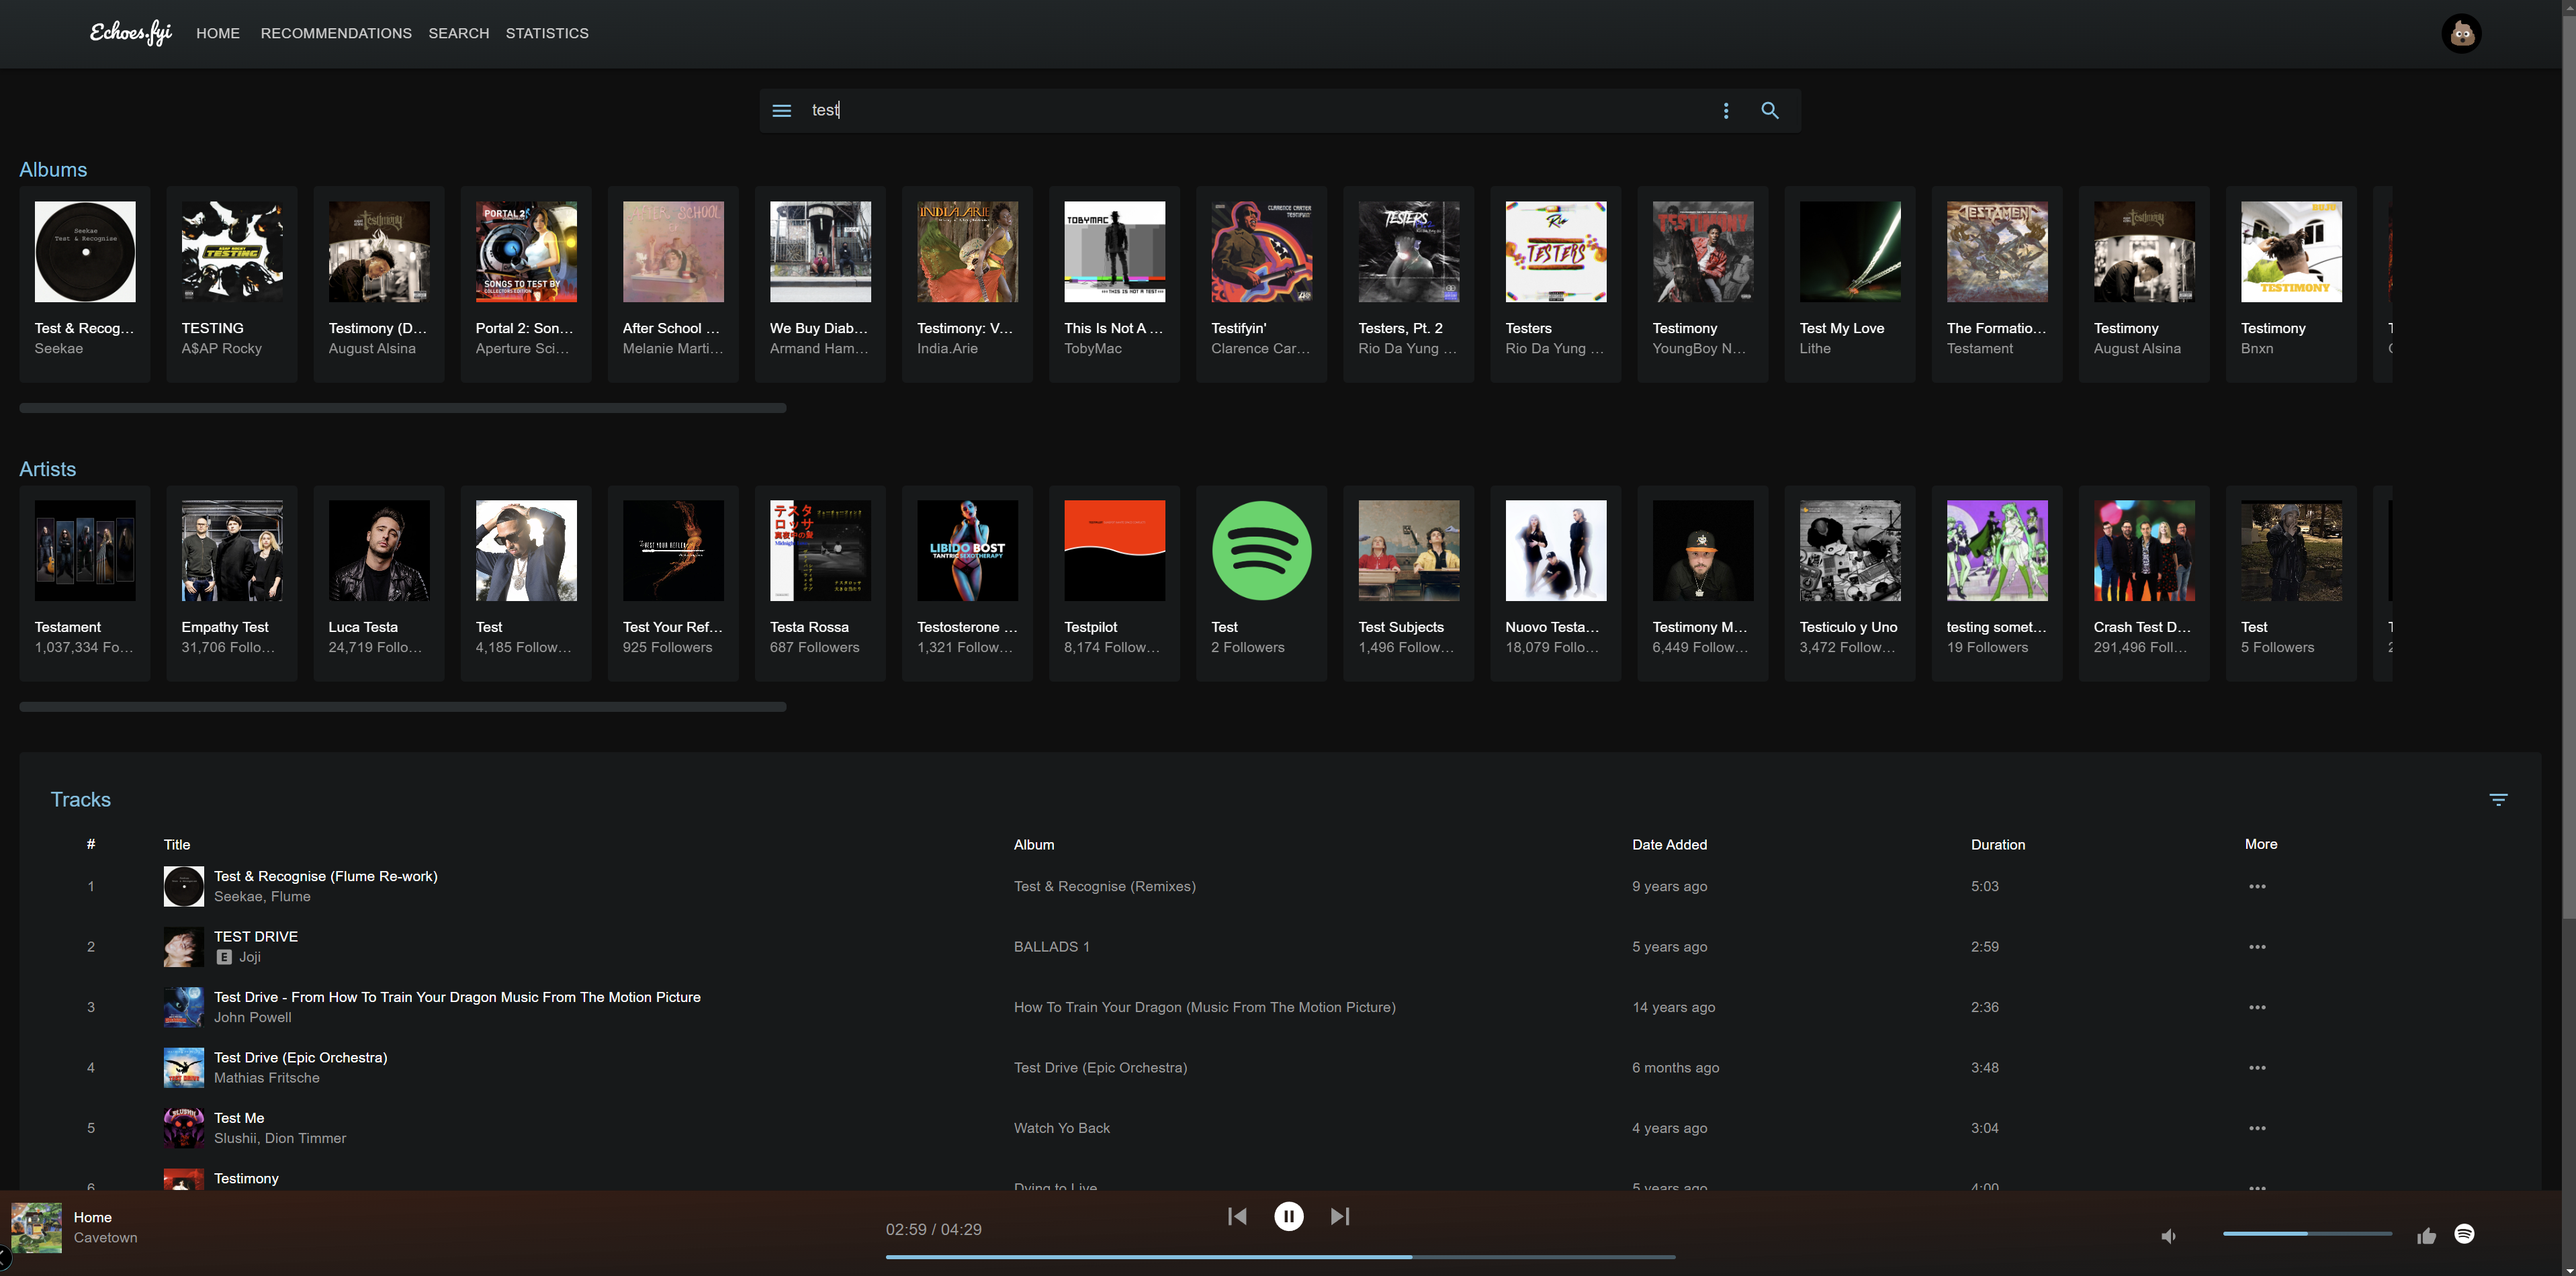 Echoes.fyi HOME RECOMMENDATIONS SEARCH STATISTICS
test
Albums
Test & Recog... TESTING Testimony (D... Portal 2: Son... After School ... We Buy Diab... Testimony: V... This Is Not A ... Testifyin' Testers, Pt. 2 Testers Testimony Test My Love The Formatio... Testimony Testimony
Seekae A$AP Rocky August Alsina Aperture Sci... Melanie Marti... Armand Ham... India.Arie TobyMac Clarence Car... Rio Da Yung ... Rio Da Yung ... YoungBoy N... Lithe Testament August Alsina Bnxn
Artists
Testament Empathy Test Luca Testa Test Test Your Ref... Testa Rossa Testosterone ... Testpilot Test Test Subjects Nuovo Testa... Testimony M... Testiculo y Uno testing somet... Crash Test D... Test
1,037,334 Fo... 31,706 Follo... 24,719 Follo... 4,185 Follow... 925 Followers 687 Followers 1,321 Follow... 8,174 Follow... 2 Followers 1,496 Follow... 18,079 Follo... 6,449 Follow... 3,472 Follow... 19 Followers 291,496 Foll... 5 Followers
Tracks
# Title Album Date Added Duration More
1 Test & Recognise (Flume Re-work) Test & Recognise (Remixes) 9 years ago 5:03
Seekae, Flume
2 TEST DRIVE BALLADS 1 5 years ago 2:59
E Joji
3 Test Drive - From How To Train Your Dragon Music From The Motion Picture How To Train Your Dragon (Music From The Motion Picture) 14 years ago 2:36
John Powell
4 Test Drive (Epic Orchestra) Test Drive (Epic Orchestra) 6 months ago 3:48
Mathias Fritsche
5 Test Me Watch Yo Back 4 years ago 3:04
Slushii, Dion Timmer
6 Testimony Dying to Live 5 years ago 4:00
Home
Cavetown
02:59 / 04:29